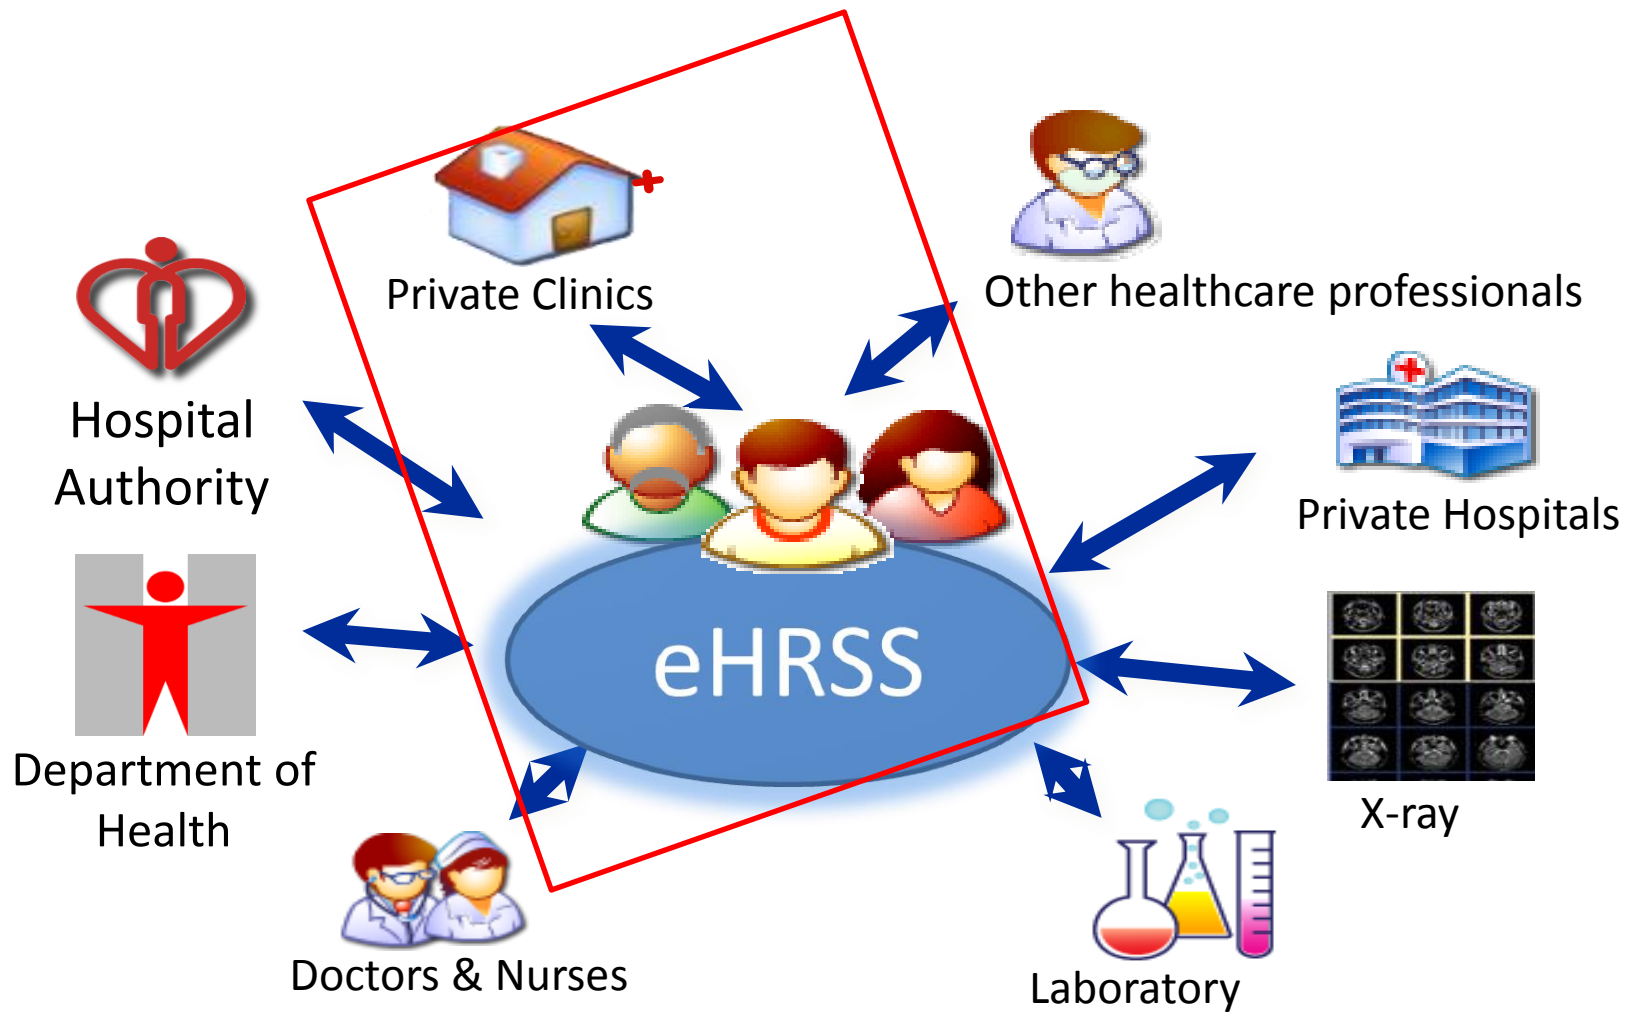 Private Clinics
Other healthcare professionals
Hospital
Authority
Private Hospitals
eHRSS
Department of
Health
X-ray
Doctors & Nurses
Laboratory